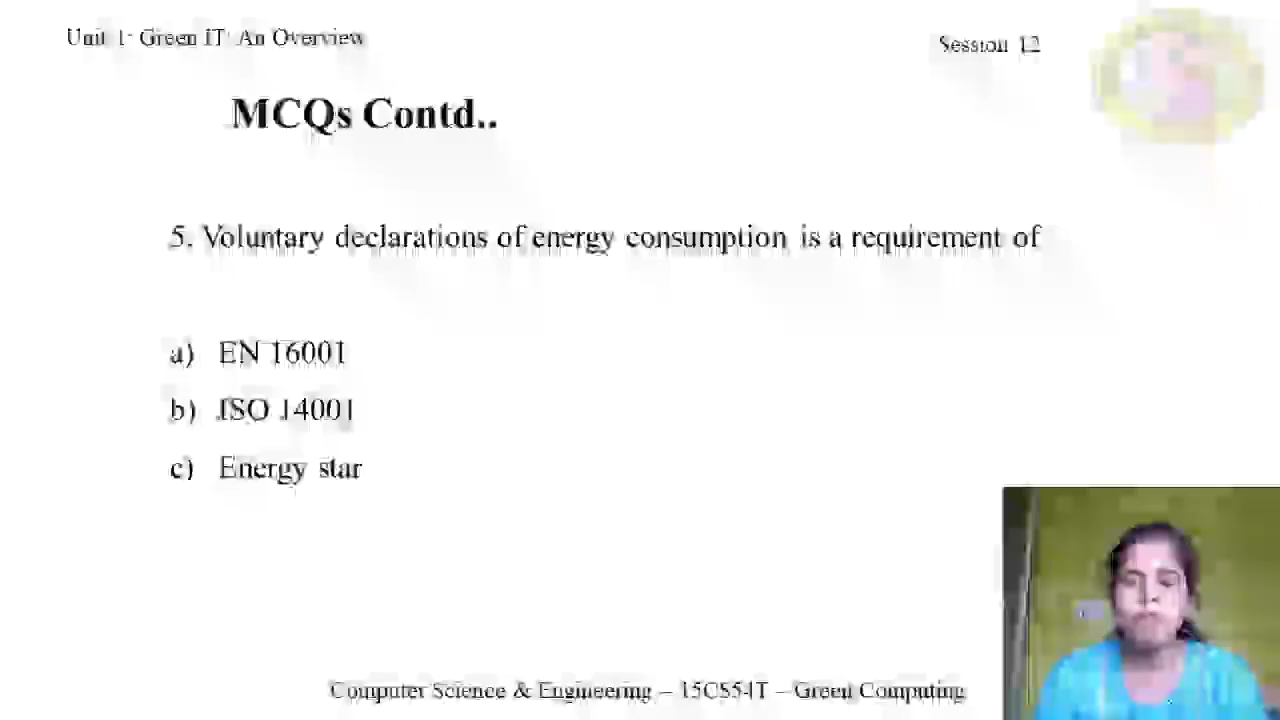 Unit 1: Green IT: An Overview
Session 12
MCQs Contd..
5. Voluntary declarations of energy consumption is a requirement of
a) EN 16001
b) ISO 14001
c) Energy star
Computer Science & Engineering – 15CS54T – Green Computing